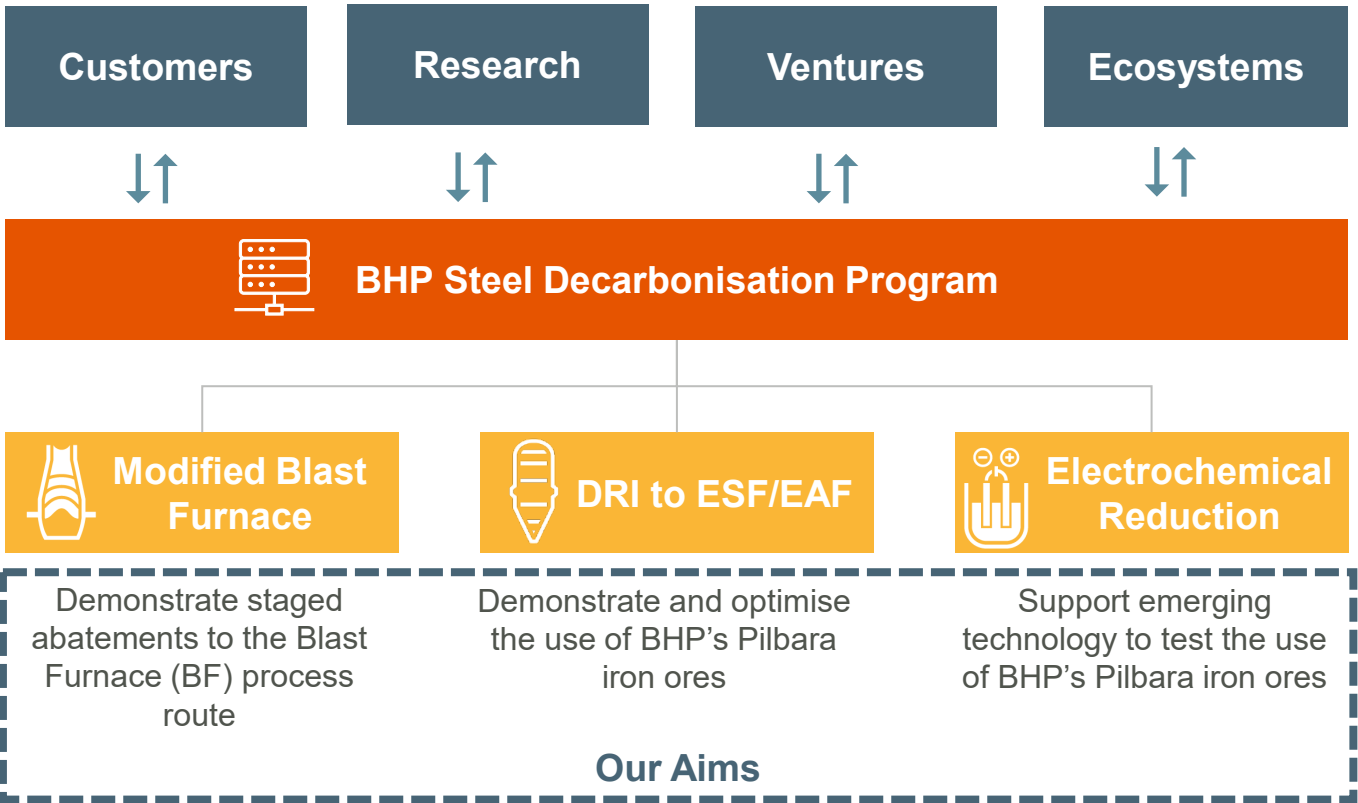 Customers
Research
Ventures
Ecosystems
BHP Steel Decarbonisation Program
Modified Blast
Furnace
DRI to ESF/EAF
Electrochemical
Reduction
Demonstrate staged
abatements to the Blast
Furnace (BF) process
route
Demonstrate and optimise
the use of BHP’s Pilbara
iron ores
Support emerging
technology to test the use
of BHP’s Pilbara iron ores
Our Aims